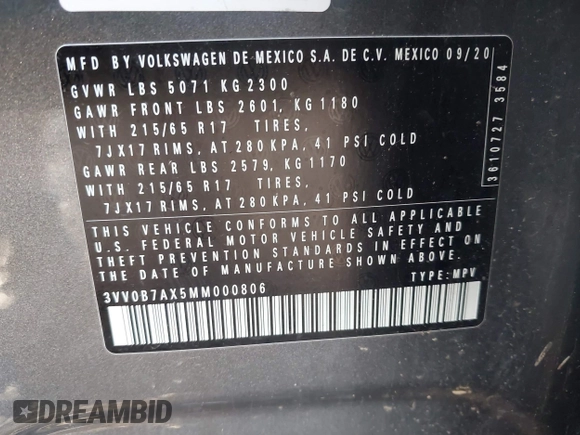 MFD BY VOLKSWAGEN DE MEXICO S.A. DE C.V. MEXICO 09/20
GVWR LBS 5071 KG 2300
GAWR FRONT LBS 2601, KG 1180
WITH 215/65 R17 TIRES,
7JX17 RIMS, AT 280 KPA, 41 PSI COLD
GAWR REAR LBS 2579, KG 1170
WITH 215/65 R17 TIRES,
7JX17 RIMS, AT 280 KPA, 41 PSI COLD
THIS VEHICLE CONFORMS TO ALL APPLICABLE
U.S. FEDERAL MOTOR VEHICLE SAFETY AND
THEFT PREVENTION STANDARDS IN EFFECT ON
THE DATE OF MANUFACTURE SHOWN ABOVE.
3VV0B7AX5MM000806 TYPE: MPV
3610727 3584
DREAMBID